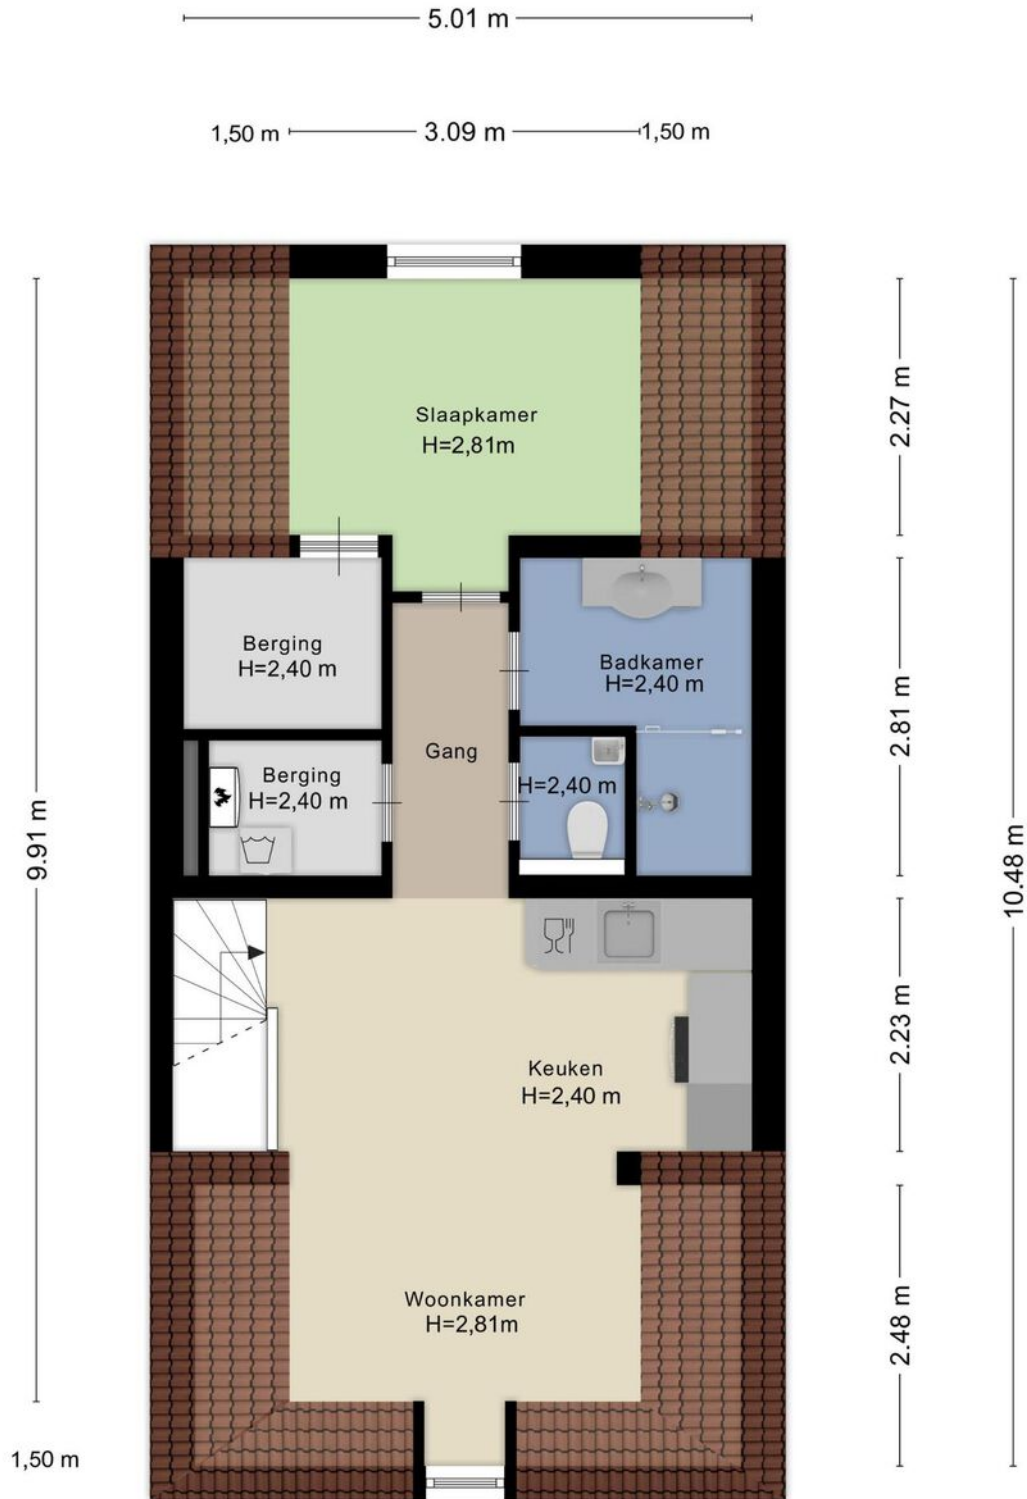 5.01 m
1,50 m 3.09 m 1,50 m
Slaapkamer
H=2,81m
2.27 m
Berging
H=2,40 m
Badkamer
H=2,40 m
2.81 m
Gang
Berging
H=2,40 m
H=2,40 m
9.91 m
10.48 m
Keuken
H=2,40 m
2.23 m
Woonkamer
H=2,81m
2.48 m
1,50 m